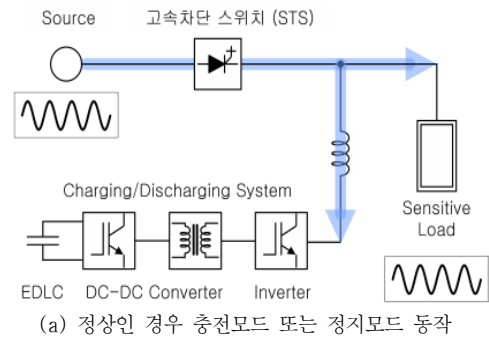 Source
고속차단 스위치 (STS)
Charging/Discharging System
Sensitive
Load
EDLC DC-DC Converter Inverter
(a) 정상인 경우 충전모드 또는 정지모드 동작